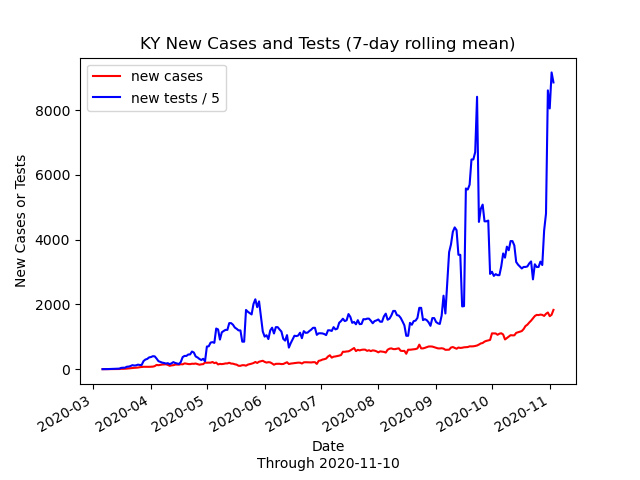 KY New Cases and Tests (7-day rolling mean)
new cases
new tests / 5
New Cases or Tests
8000
6000
4000
2000
0
2020-03
2020-04
2020-05
2020-06
2020-07
2020-08
2020-09
2020-10
2020-11
Date
Through 2020-11-10